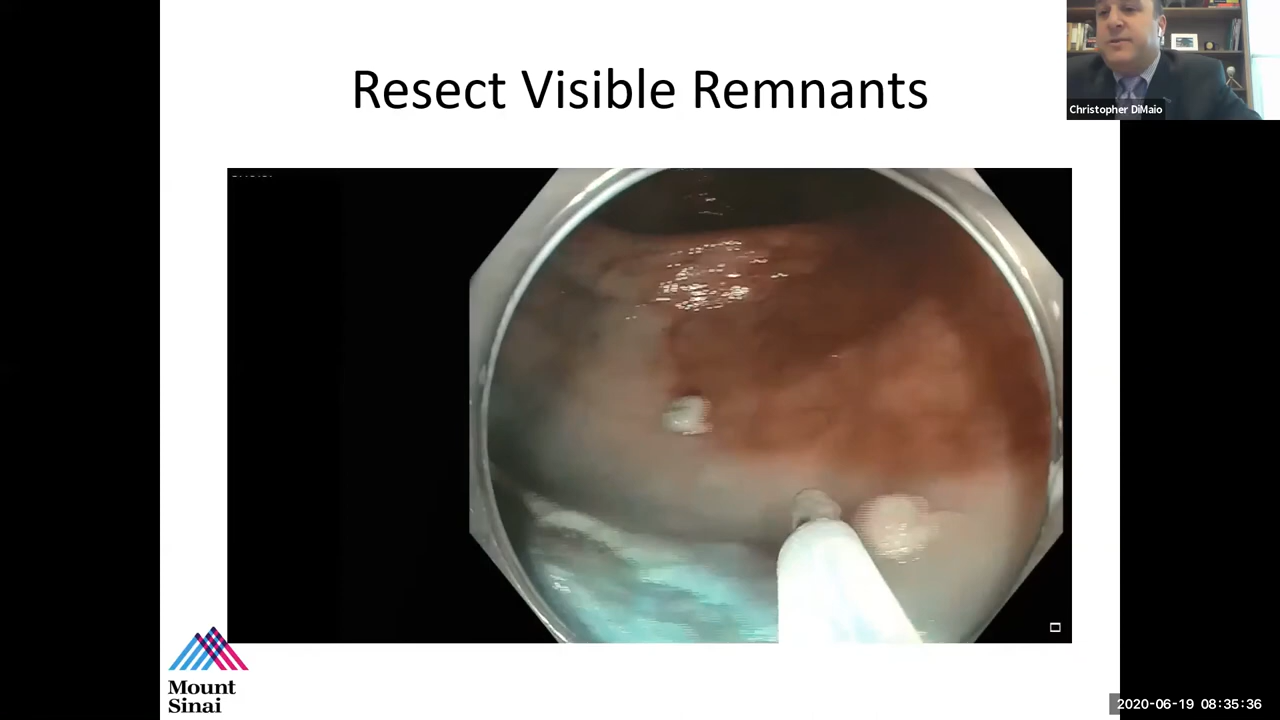 Resect Visible Remnants
Christopher DiMaio
Mount
Sinai
2020-06-19 08:35:36